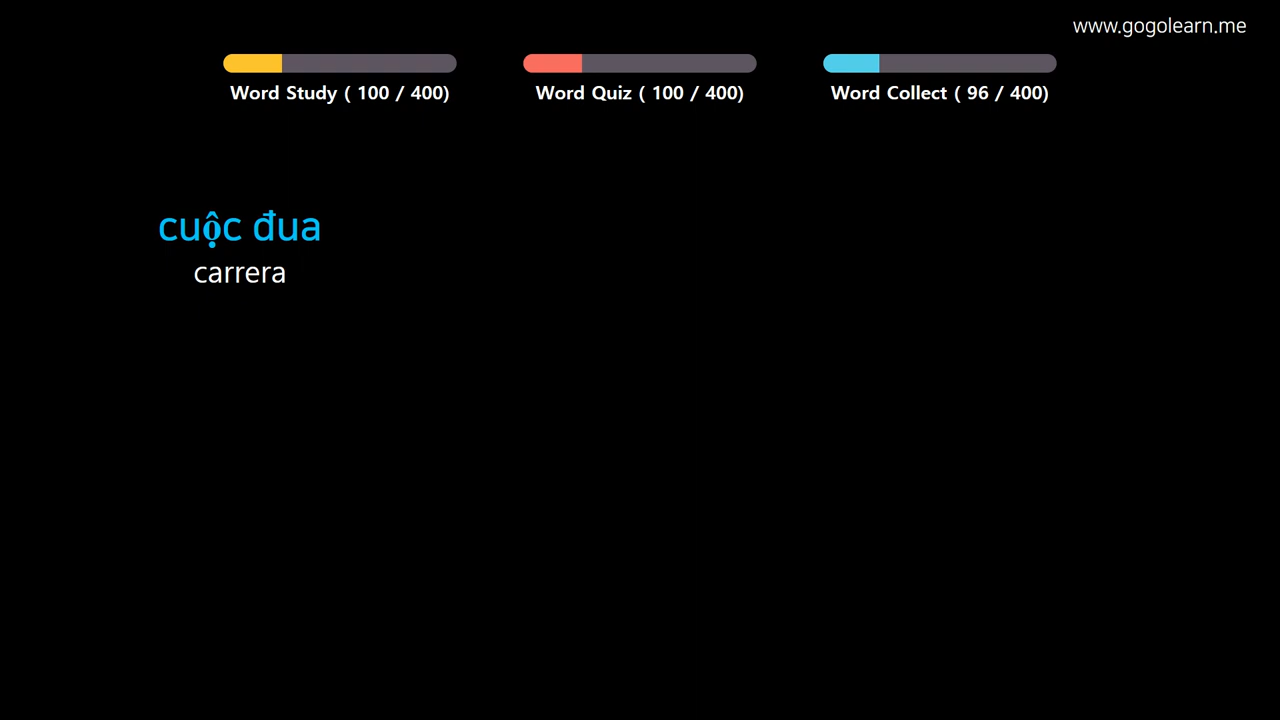 www.gogolearn.me
Word Study ( 100 / 400)
Word Quiz ( 100 / 400)
Word Collect ( 96 / 400)
cuộc đua
carrera